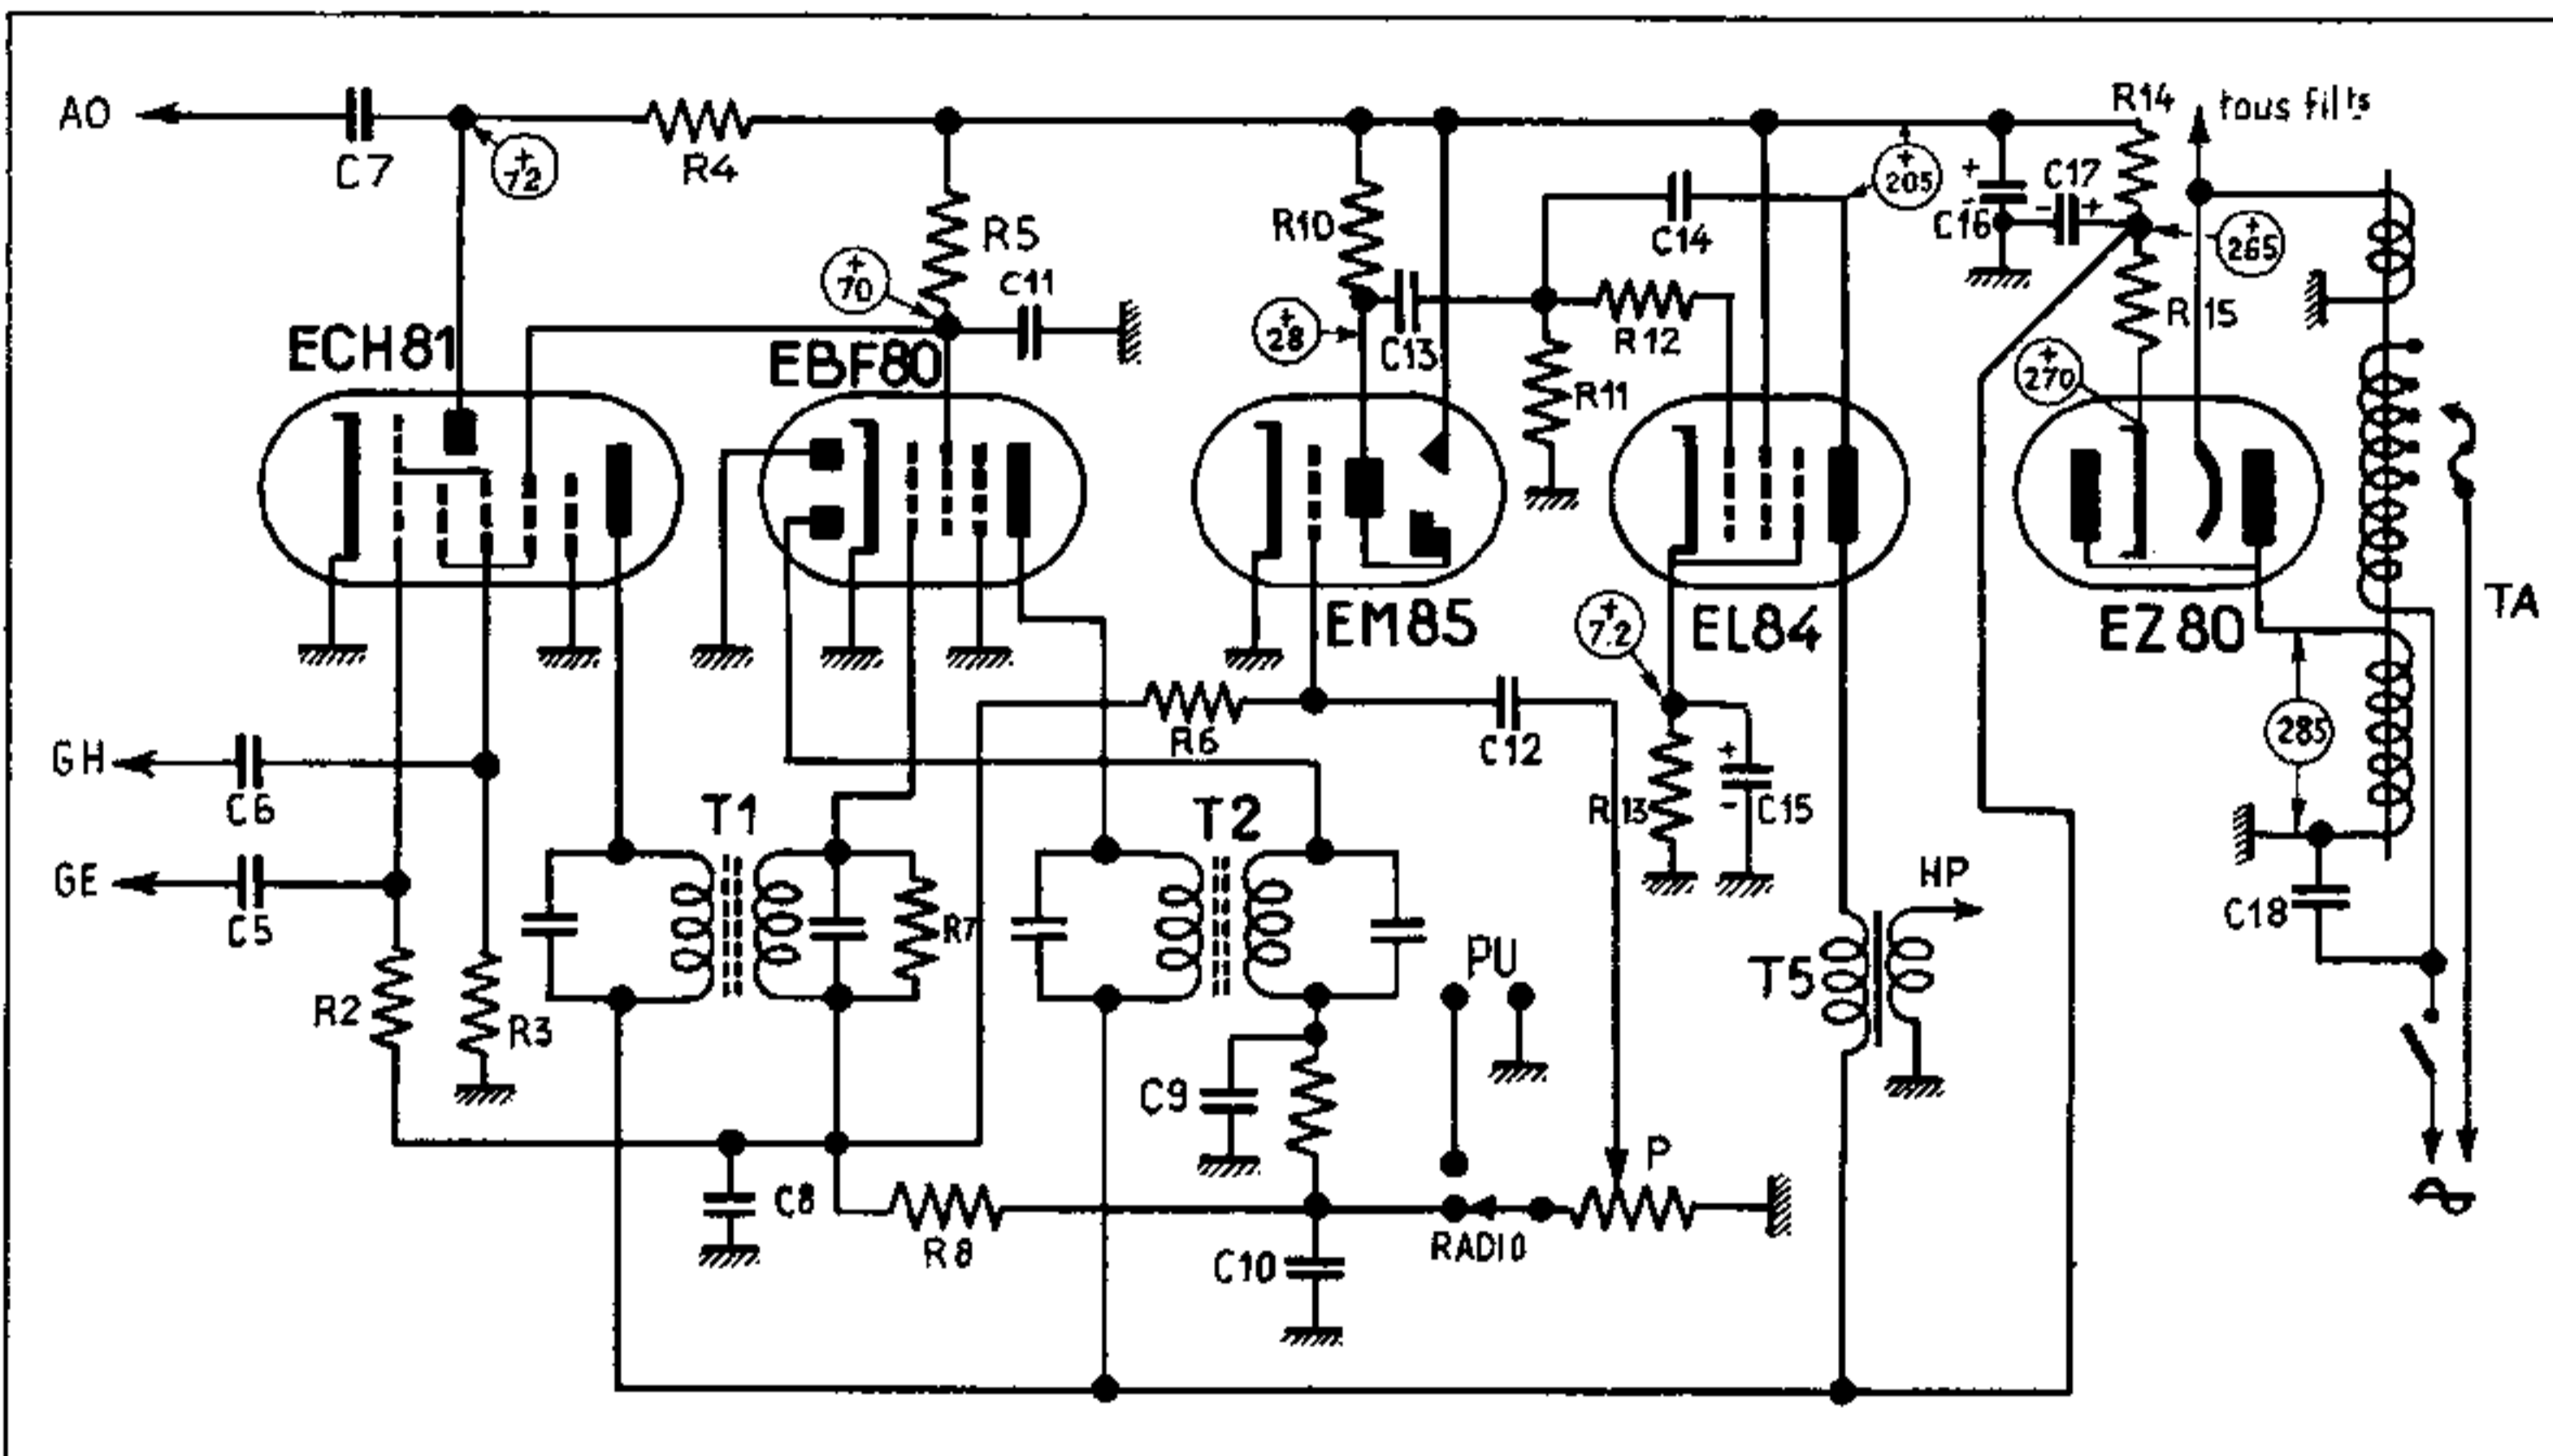 AO
C7
+
72
R4
R5
+
70
C11
R10
+
28
C13
C14
R12
R11
+
205
+
C16
-
C17
- +
R14
tous filts
+
265
R15
+
270
ECH81
EBF80
EM85
EL84
EZ80
TA
+
7.2
285
GH
C6
GE
C5
R2
R3
T1
R7
R6
C12
T2
R13
+
-
C15
HP
T5
C18
PU
C9
P
C8
R8
C10
RADIO